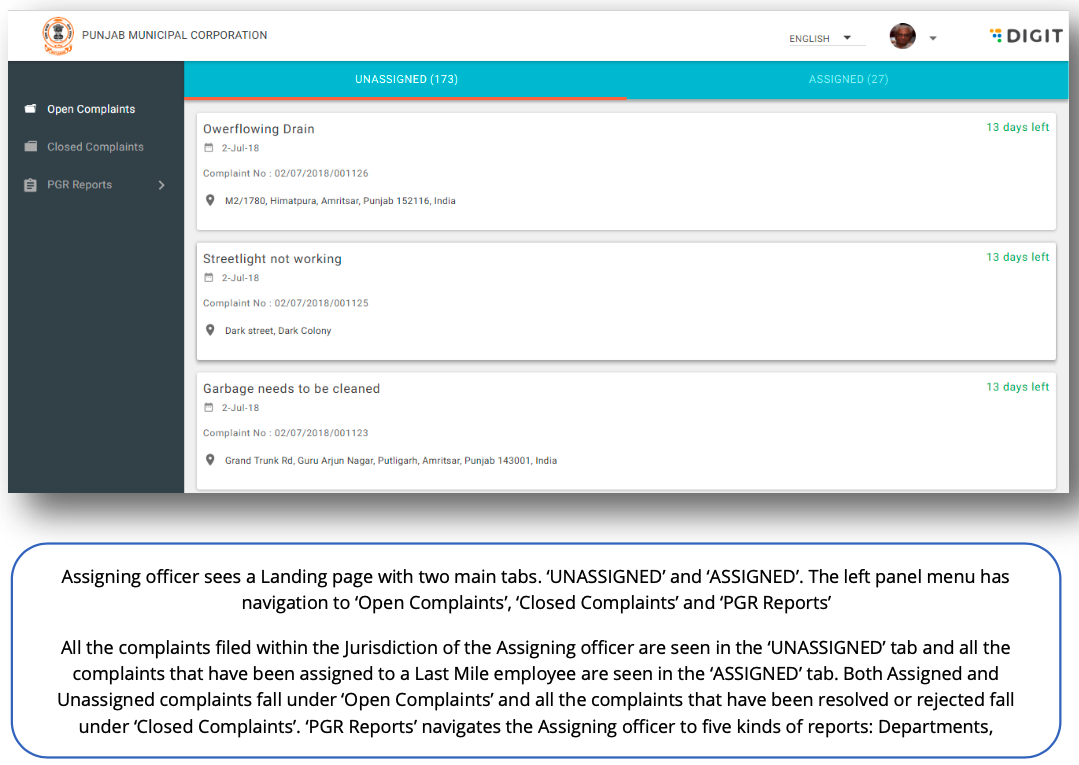 PUNJAB MUNICIPAL CORPORATION
ENGLISH
DIGIT
Open Complaints
Closed Complaints
PGR Reports
UNASSIGNED (173)
ASSIGNED (27)
Owerflowing Drain
13 days left
2-Jul-18
Complaint No : 02/07/2018/001126
M2/1780, Himatpura, Amritsar, Punjab 152116, India
Streetlight not working
13 days left
2-Jul-18
Complaint No : 02/07/2018/001125
Dark street, Dark Colony
Garbage needs to be cleaned
13 days left
2-Jul-18
Complaint No : 02/07/2018/001123
Grand Trunk Rd, Guru Arjun Nagar, Putligarh, Amritsar, Punjab 143001, India
Assigning officer sees a Landing page with two main tabs. ‘UNASSIGNED’ and ‘ASSIGNED’. The left panel menu has
navigation to ‘Open Complaints’, ‘Closed Complaints’ and ‘PGR Reports’
All the complaints filed within the Jurisdiction of the Assigning officer are seen in the ‘UNASSIGNED’ tab and all the
complaints that have been assigned to a Last Mile employee are seen in the ‘ASSIGNED’ tab. Both Assigned and
Unassigned complaints fall under ‘Open Complaints’ and all the complaints that have been resolved or rejected fall
under ‘Closed Complaints’. ‘PGR Reports’ navigates the Assigning officer to five kinds of reports: Departments,